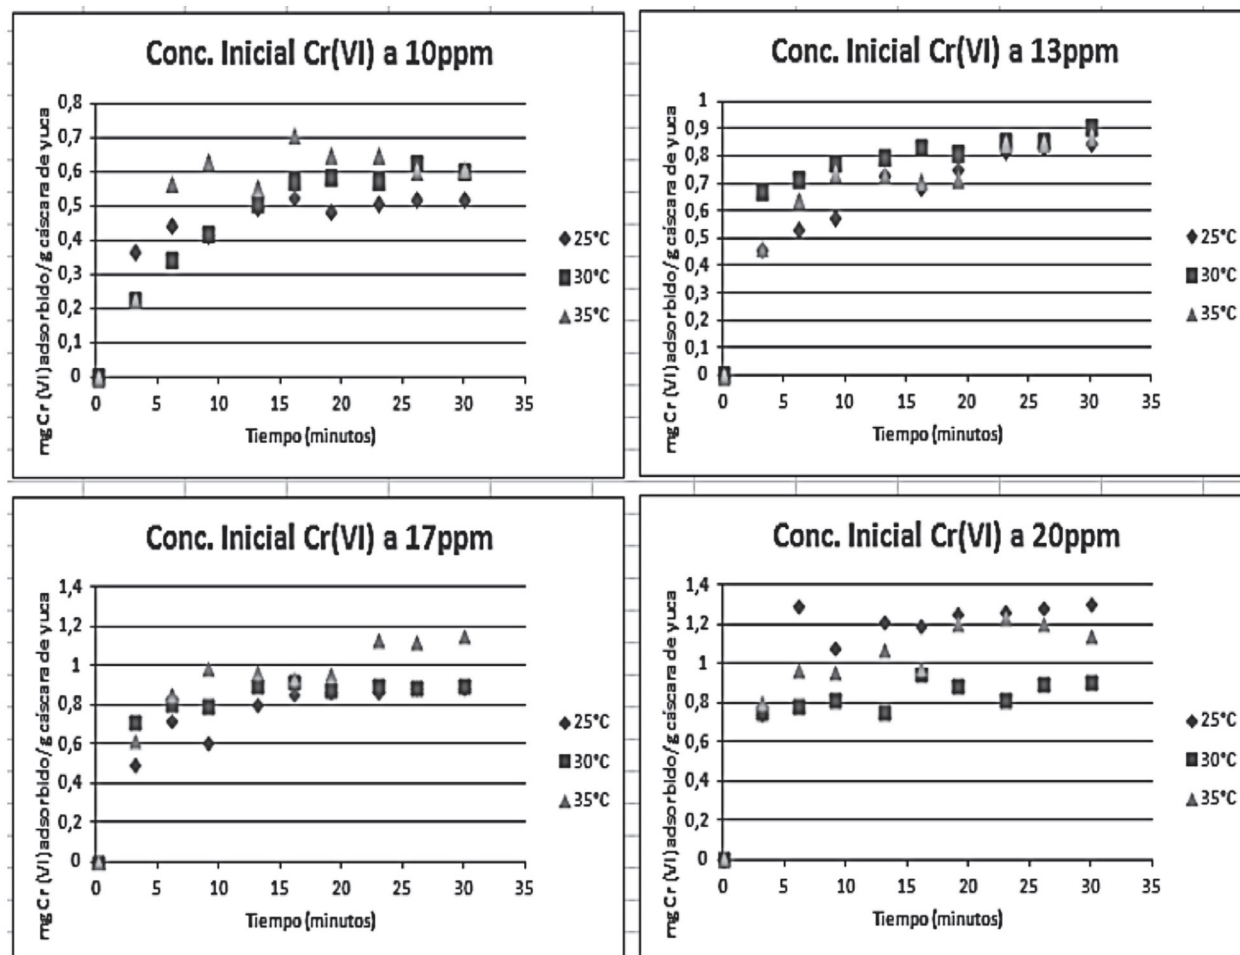 Conc. Inicial Cr(VI) a 10ppm
mg Cr (VI) adsorbido/g cáscara de yuca
0,8
0,7
0,6
0,5
0,4
0,3
0,2
0,1
0
0 5 10 15 20 25 30 35
Tiempo (minutos)
25°C
30°C
35°C
Conc. Inicial Cr(VI) a 13ppm
mg Cr (VI) adsorbido/g cáscara de yuca
1
0,9
0,8
0,7
0,6
0,5
0,4
0,3
0,2
0,1
0
0 5 10 15 20 25 30 35
Tiempo (minutos)
25°C
30°C
35°C
Conc. Inicial Cr(VI) a 17ppm
mg Cr (VI) adsorbido/g cáscara de yuca
1,4
1,2
1
0,8
0,6
0,4
0,2
0
0 5 10 15 20 25 30 35
Tiempo (minutos)
25°C
30°C
35°C
Conc. Inicial Cr(VI) a 20ppm
mg Cr (VI) adsorbido/g cáscara de yuca
1,4
1,2
1
0,8
0,6
0,4
0,2
0
0 5 10 15 20 25 30 35
Tiempo (minutos)
25°C
30°C
35°C